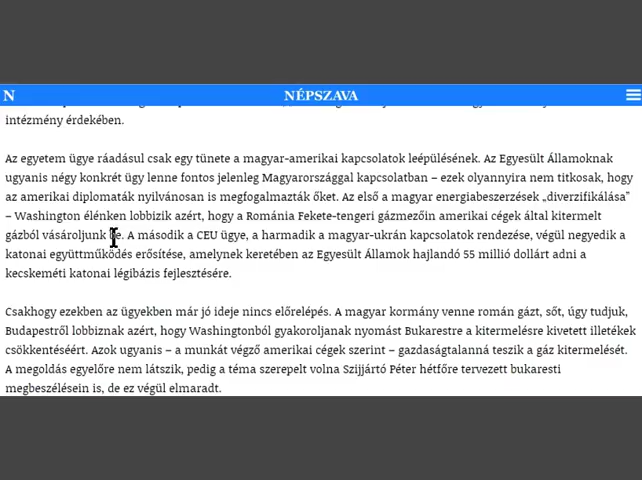 N
NÉPSZAVA
intézmény érdekében.
Az egyetem ügye ráadásul csak egy tünete a magyar-amerikai kapcsolatok leépülésének. Az Egyesült Államoknak
ugyanis négy konkrét ügy lenne fontos jelenleg Magyarországgal kapcsolatban – ezek olyannyira nem titkosak, hogy
az amerikai diplomaták nyilvánosan is megfogalmazták őket. Az első a magyar energiabeszerzések „diverzifikálása”
– Washington élénken lobbizik azért, hogy a Románia Fekete-tengeri gázmezőin amerikai cégek által kitermelt
gázból vásároljunk be. A második a CEU ügye, a harmadik a magyar-ukrán kapcsolatok rendezése, végül negyedik a
katonai együttműködés erősítése, amelynek keretében az Egyesült Államok hajlandó 55 millió dollárt adni a
kecskeméti katonai légibázis fejlesztésére.
Csakhogy ezekben az ügyekben már jó ideje nincs előrelépés. A magyar kormány venne román gázt, sőt, úgy tudjuk,
Budapestről lobbiznak azért, hogy Washingtonból gyakoroljanak nyomást Bukarestre a kitermelésre kivetett illetékek
csökkentéséért. Azok ugyanis – a munkát végző amerikai cégek szerint – gazdaságtalanná teszik a gáz kitermelését.
A megoldás egyelőre nem látszik, pedig a téma szerepelt volna Szijjártó Péter hétfőre tervezett bukaresti
megbeszélésein is, de ez végül elmaradt.